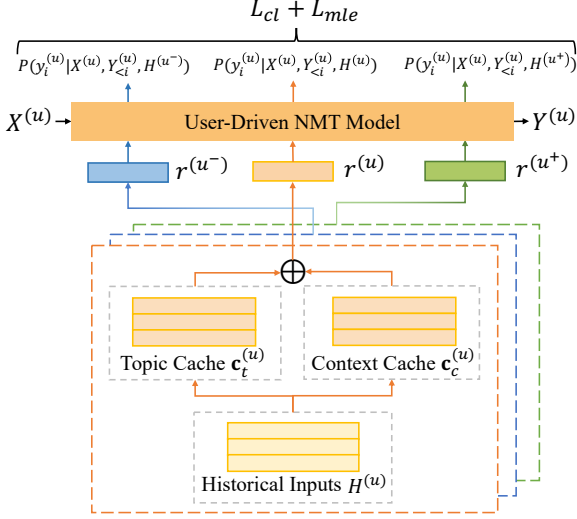 L_{cl} + L_{mle}
P(y_i^{(u)}|X^{(u)}, Y_{<i}^{(u)}, H^{(u^-)}) P(y_i^{(u)}|X^{(u)}, Y_{<i}^{(u)}, H^{(u)}) P(y_i^{(u)}|X^{(u)}, Y_{<i}^{(u)}, H^{(u^+)})
X^{(u)} User-Driven NMT Model Y^{(u)}
r^{(u^-)} r^{(u)} r^{(u^+)}
Topic Cache c_t^{(u)} Context Cache c_c^{(u)}
Historical Inputs H^{(u)}